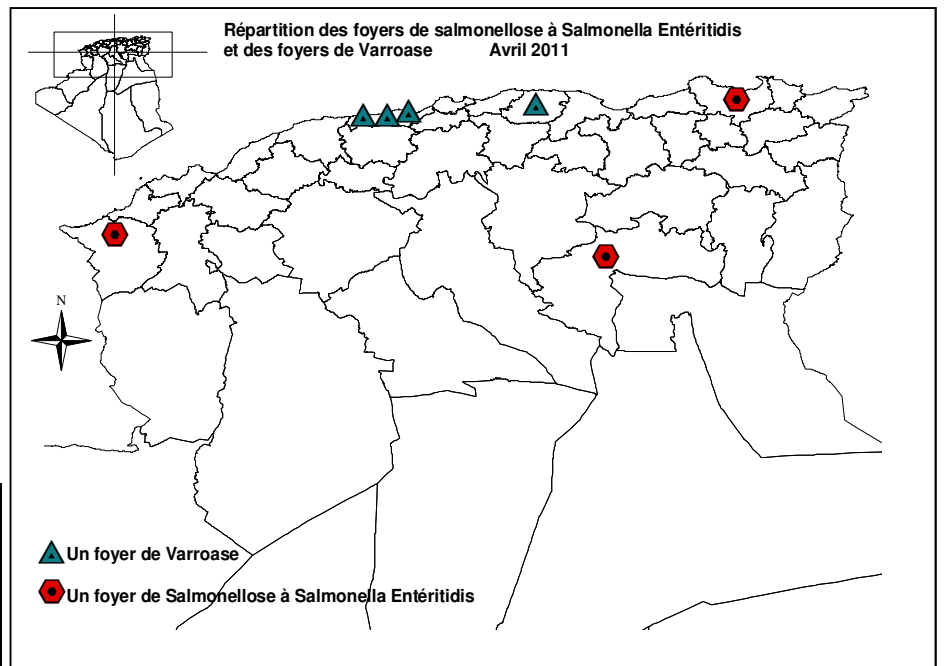 Répartition des foyers de salmonellose à Salmonella Entéritidis
et des foyers de Varroase Avril 2011
N
Un foyer de Varroase
Un foyer de Salmonellose à Salmonella Entéritidis